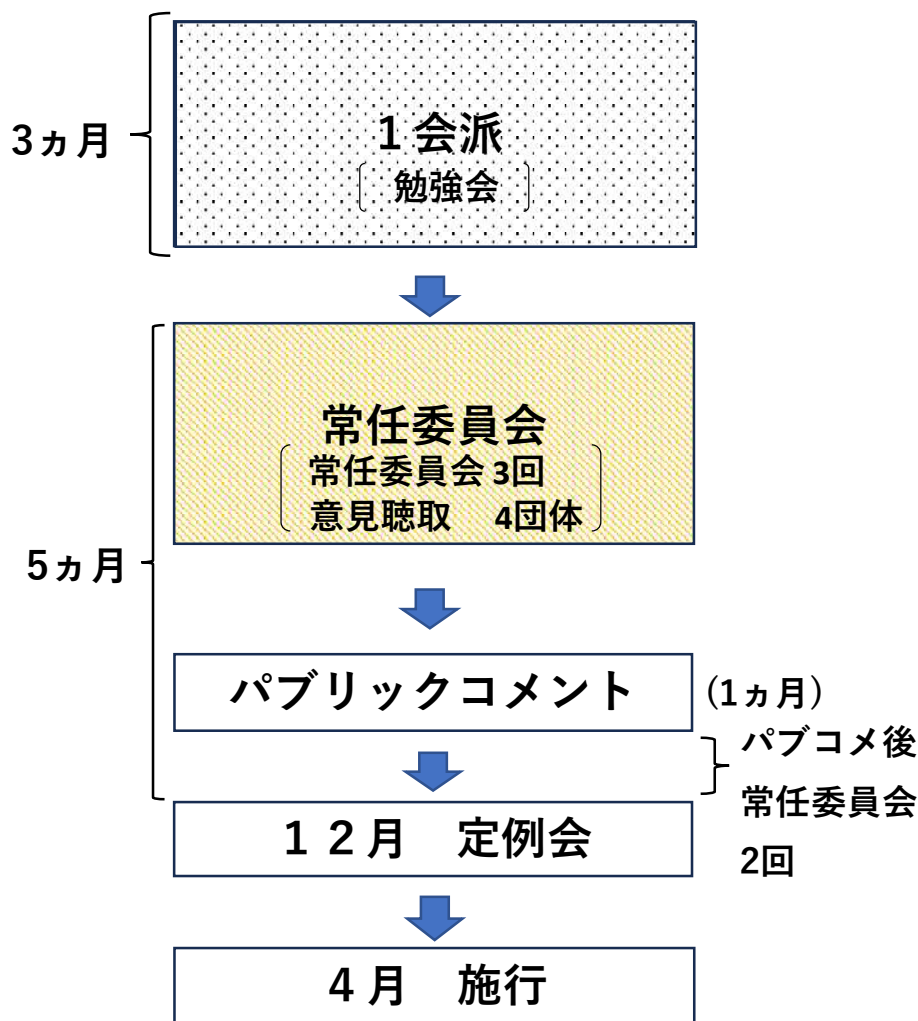 3ヵ月
1 会派
勉強会
常任委員会
常任委員会 3回
意見聴取 4団体
5ヵ月
パブリックコメント
(1ヵ月)
パブコメ後
常任委員会
2回
12月 定例会
4月 施行